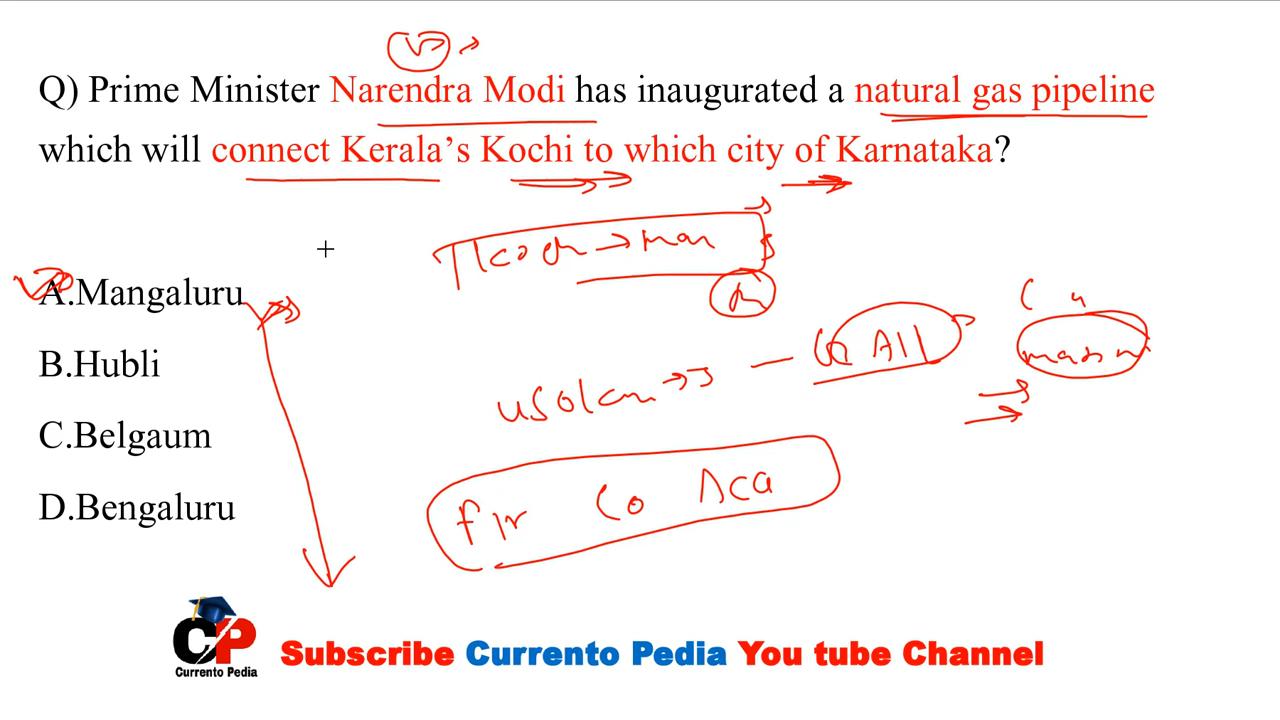 Q) Prime Minister Narendra Modi has inaugurated a natural gas pipeline
which will connect Kerala’s Kochi to which city of Karnataka?
A.Mangaluru
B.Hubli
C.Belgaum
D.Bengaluru
CP
Currento Pedia
Subscribe Currento Pedia You tube Channel